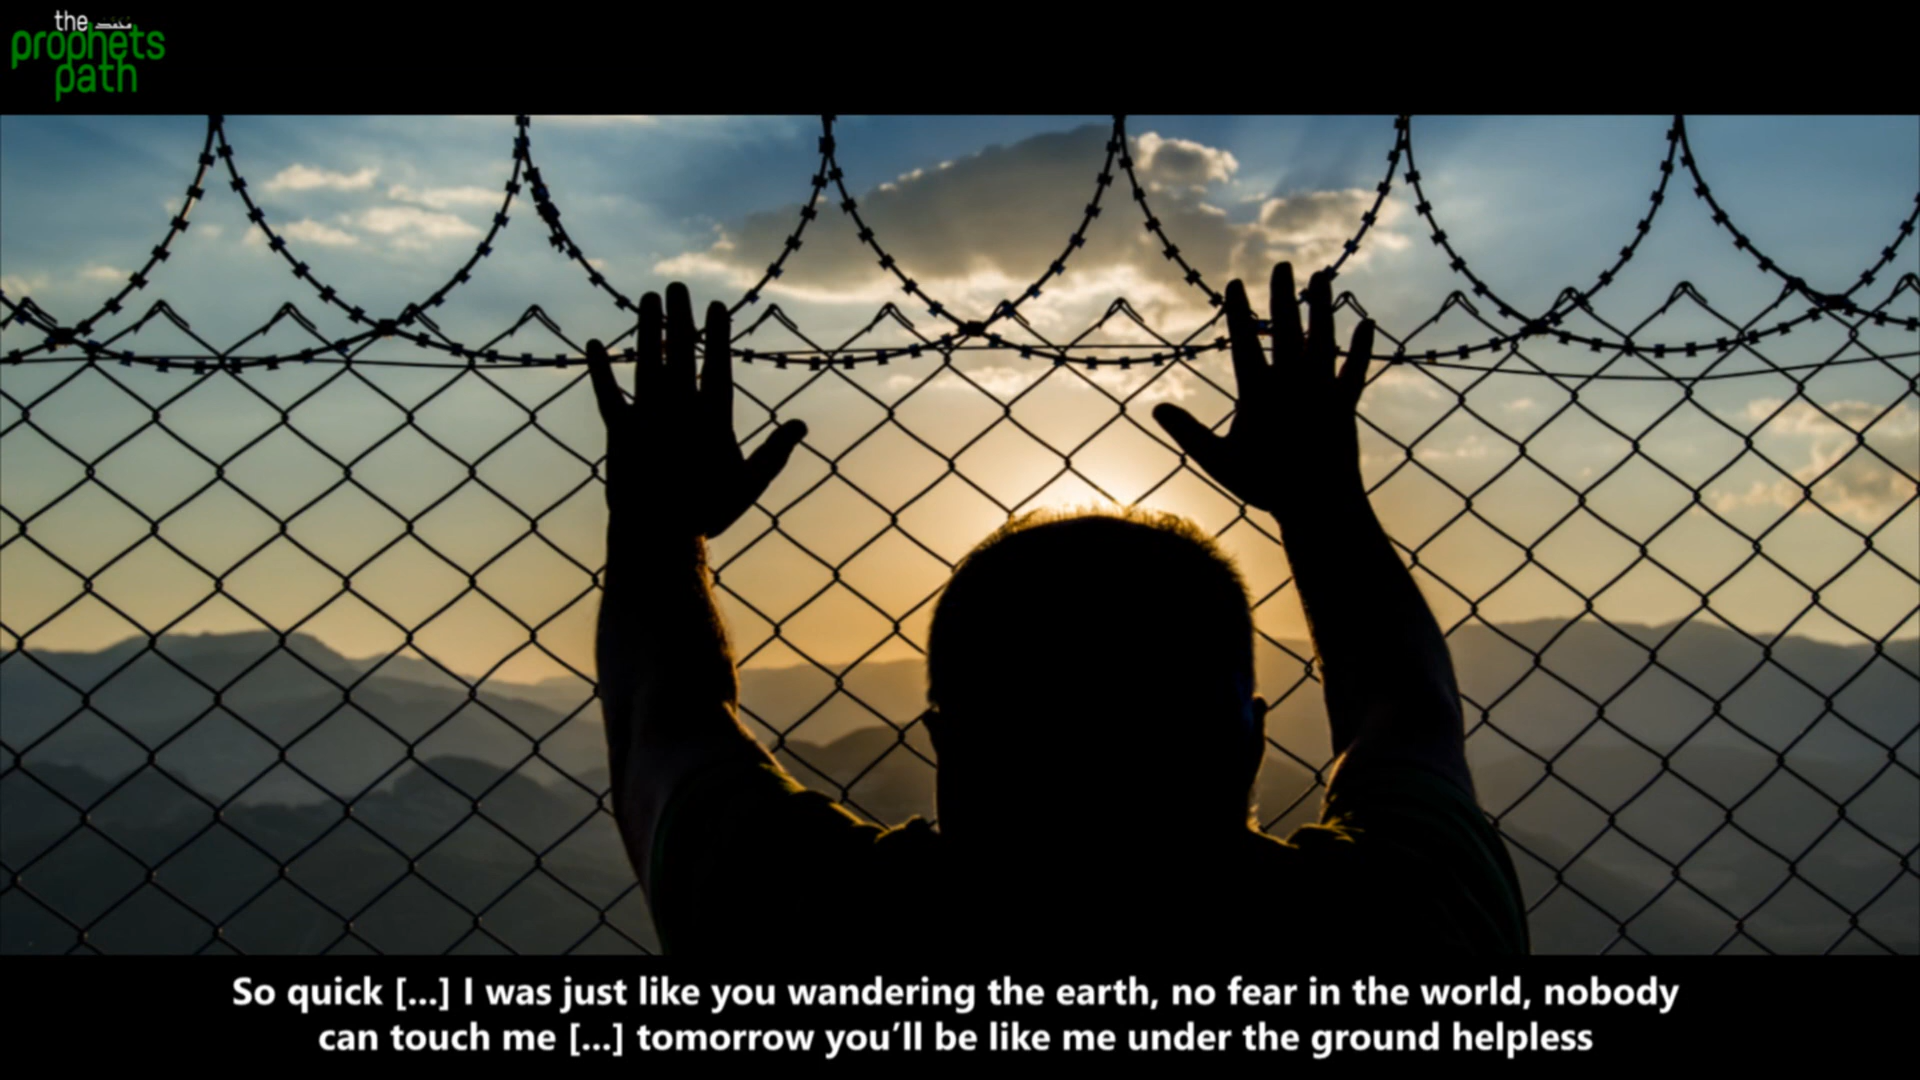 the محمد
prophets
path
So quick [...] I was just like you wandering the earth, no fear in the world, nobody
can touch me [...] tomorrow you’ll be like me under the ground helpless